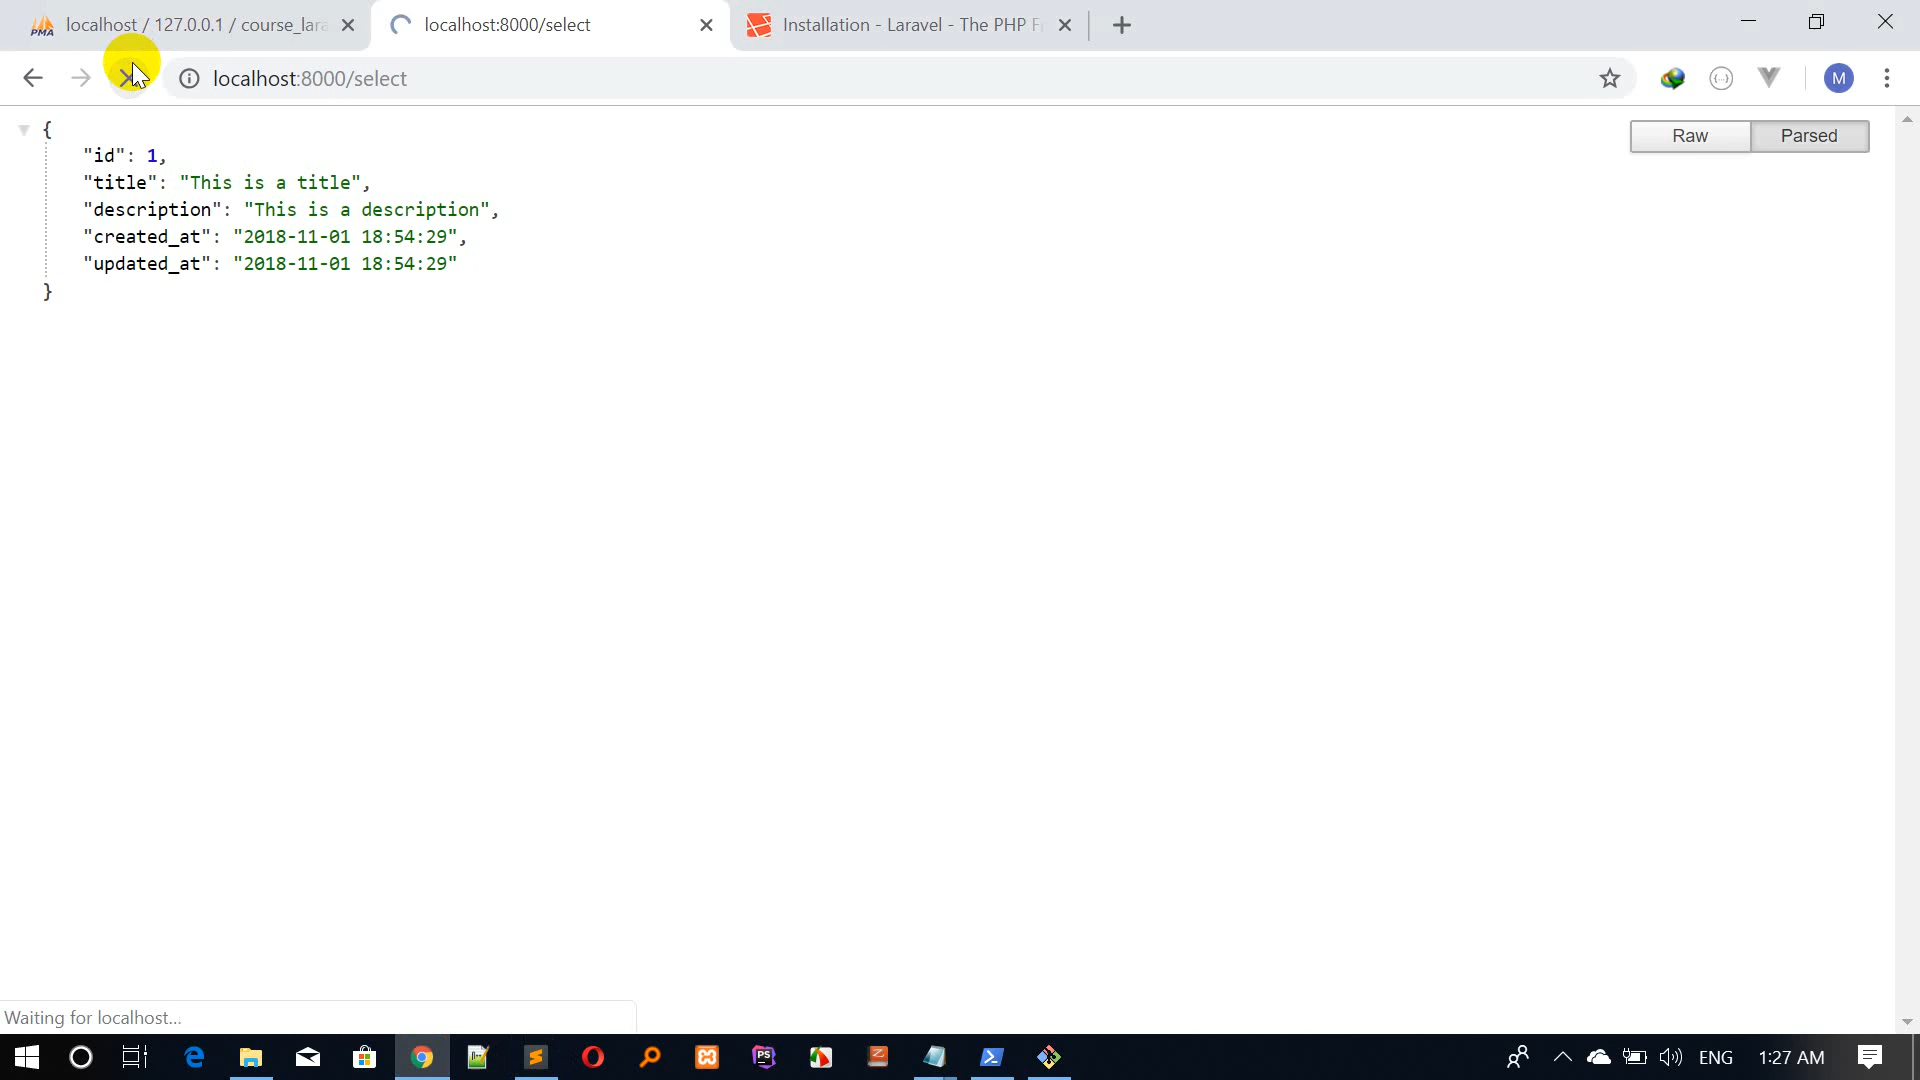 localhost / 127.0.0.1 / course_lara
localhost:8000/select
Installation - Laravel - The PHP F
localhost:8000/select
M
Raw
Parsed
{
"id": 1,
"title": "This is a title",
"description": "This is a description",
"created_at": "2018-11-01 18:54:29",
"updated_at": "2018-11-01 18:54:29"
}
Waiting for localhost...
ENG
1:27 AM